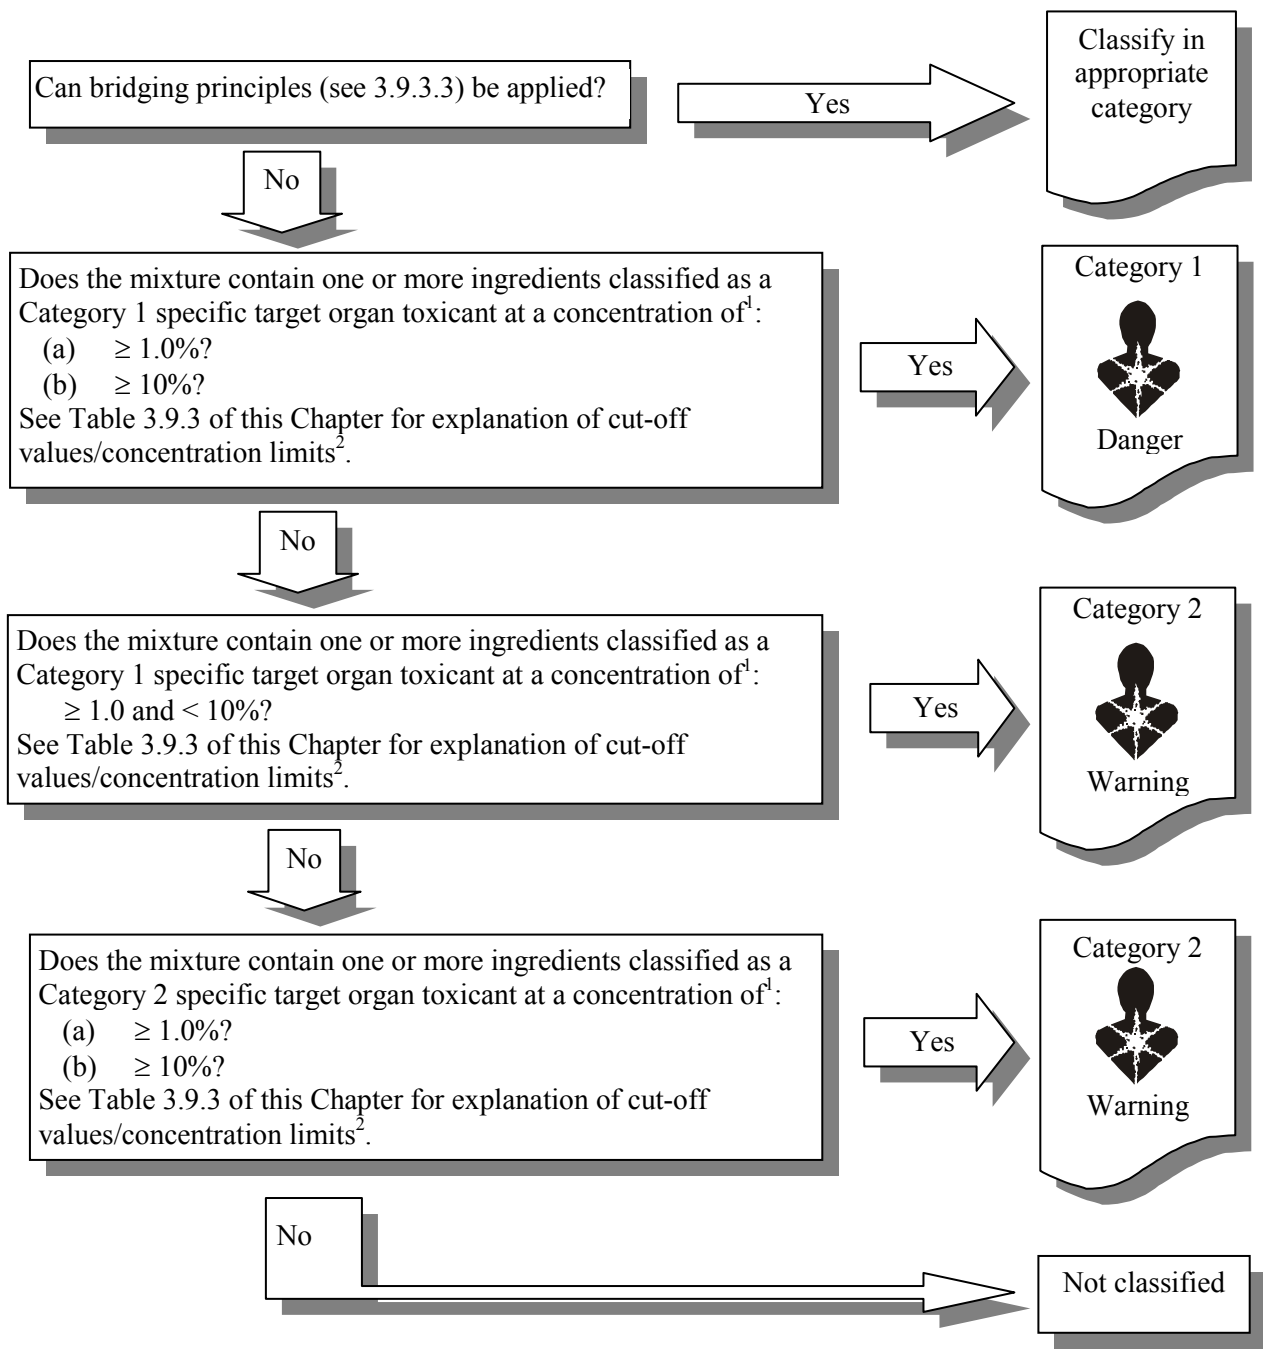 Can bridging principles (see 3.9.3.3) be applied?
Yes
Classify in
appropriate
category
No
Does the mixture contain one or more ingredients classified as a
Category 1 specific target organ toxicant at a concentration of¹:
(a) ≥ 1.0%?
(b) ≥ 10%?
See Table 3.9.3 of this Chapter for explanation of cut-off
values/concentration limits².
Yes
Category 1
Danger
No
Does the mixture contain one or more ingredients classified as a
Category 1 specific target organ toxicant at a concentration of¹:
≥ 1.0 and < 10%?
See Table 3.9.3 of this Chapter for explanation of cut-off
values/concentration limits².
Yes
Category 2
Warning
No
Does the mixture contain one or more ingredients classified as a
Category 2 specific target organ toxicant at a concentration of¹:
(a) ≥ 1.0%?
(b) ≥ 10%?
See Table 3.9.3 of this Chapter for explanation of cut-off
values/concentration limits².
Yes
Category 2
Warning
No
Not classified